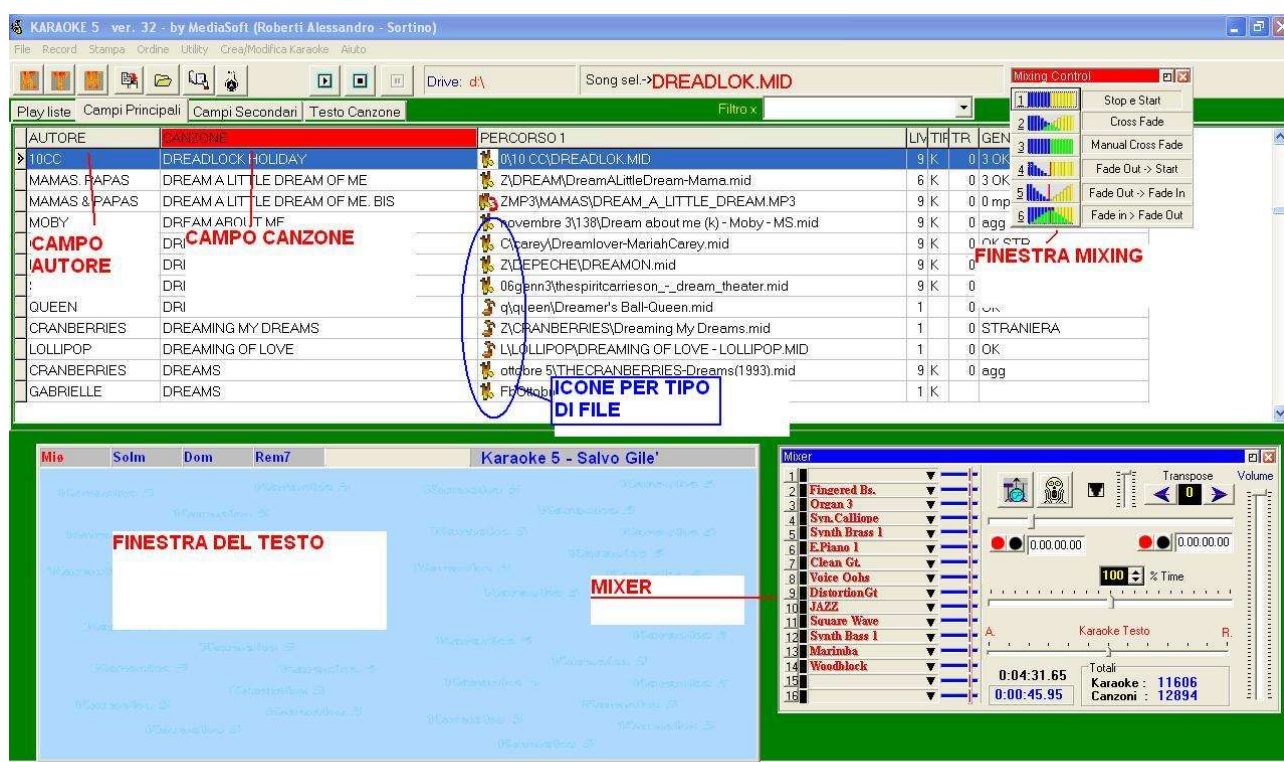 KARAOKE 5 ver. 32 - by MediaSoft (Roberti Alessandro - Sortino)
File Record Stampa Ordine Utility Crea/Modifica Karaoke Aiuto
Drive: d:\ Song sel.->DREADLOK.MID
Play liste Campi Principali Campi Secondari Testo Canzone Filtro x
Mixing Control
1 Stop e Start
2 Cross Fade
3 Manual Cross Fade
4 Fade Out -> Start
5 Fade Out -> Fade In
6 Fade in > Fade Out
FINESTRA MIXING
AUTORE CANZONE PERCORSO 1 LIV TIF TR. GEN
10CC DREADLOCK HOLIDAY 0\10 CC\DREADLOK.MID 9 K 0 3 OK
MAMAS. PAPAS DREAM A LITTLE DREAM OF ME Z\DREAM\DreamALittleDream-Mama.mid 6 K 0 3 OK
MAMAS & PAPAS DREAM A LITTLE DREAM OF ME. BIS ZMP3\MAMAS\DREAM_A_LITTLE_DREAM.MP3 9 K 0 0 mp
MOBY DREAM ABOUT ME novembre 3\138\Dream about me (k) - Moby - MS.mid 9 K 0 agg
DRI C\carey\Dreamlover-MariahCarey.mid 9 K 0 OK STR
DRI Z\DEPECHE\DREAMON.mid 9 K 0
DRI 06genn3\thespiritcarrieson_-_dream_theater.mid 9 K 0
QUEEN DRI q\queen\Dreamer's Ball-Queen.mid 1 0 OK
CRANBERRIES DREAMING MY DREAMS Z\CRANBERRIES\Dreaming My Dreams.mid 1 0 STRANIERA
LOLLIPOP DREAMING OF LOVE L\LOLLIPOP\DREAMING OF LOVE - LOLLIPOP.MID 1 0 OK
CRANBERRIES DREAMS ottobre 5\THECRANBERRIES-Dreams(1993).mid 9 K 0 agg
GABRIELLE DREAMS 1 K
CAMPO
AUTORE
CAMPO CANZONE
ICONE PER TIPO
DI FILE
Mi Solm Dom Rem7 Karaoke 5 - Salvo Gile'
FINESTRA DEL TESTO
MIXER
Mixer
1
2 Fingered Bs.
3 Organ 3
4 Syn.Calliope
5 Synth Brass 1
6 E.Piano 1
7 Clean Gt.
8 Voice Oohs
9 DistortionGt
10 JAZZ
11 Square Wave
12 Synth Bass 1
13 Marimba
14 Woodblock
15
16
Transpose Volume
0
0.00.00.00 0.00.00.00
100 % Time
A. Karaoke Testo R.
0:04:31.65
0:00:45.95
Totali
Karaoke : 11606
Canzoni : 12894